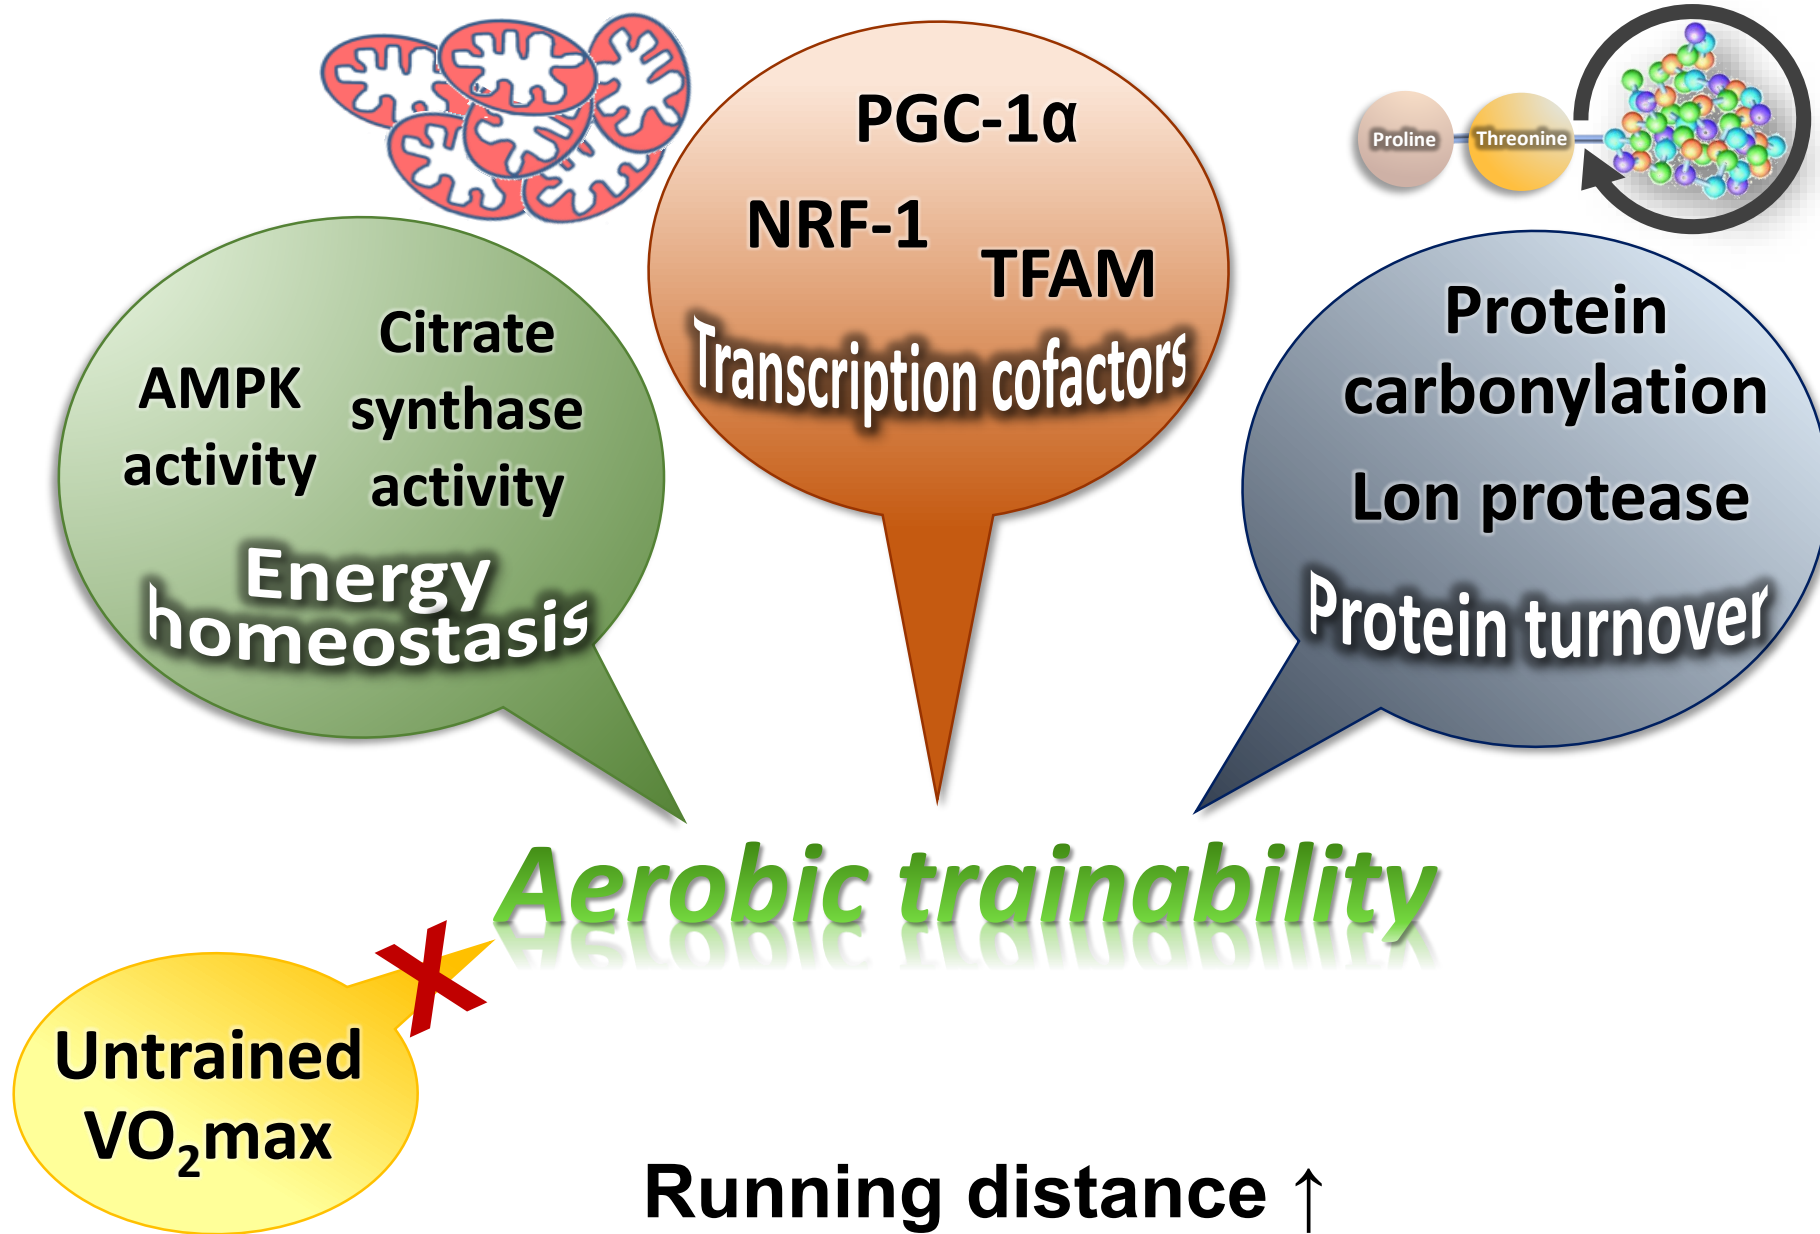 PGC-1α
NRF-1
TFAM
Transcription cofactors
Proline
Threonine
AMPK
activity
Citrate
synthase
activity
Energy
homeostasis
Protein
carbonylation
Lon protease
Protein turnover
Aerobic trainability
X
Untrained
VO₂max
Running distance ↑